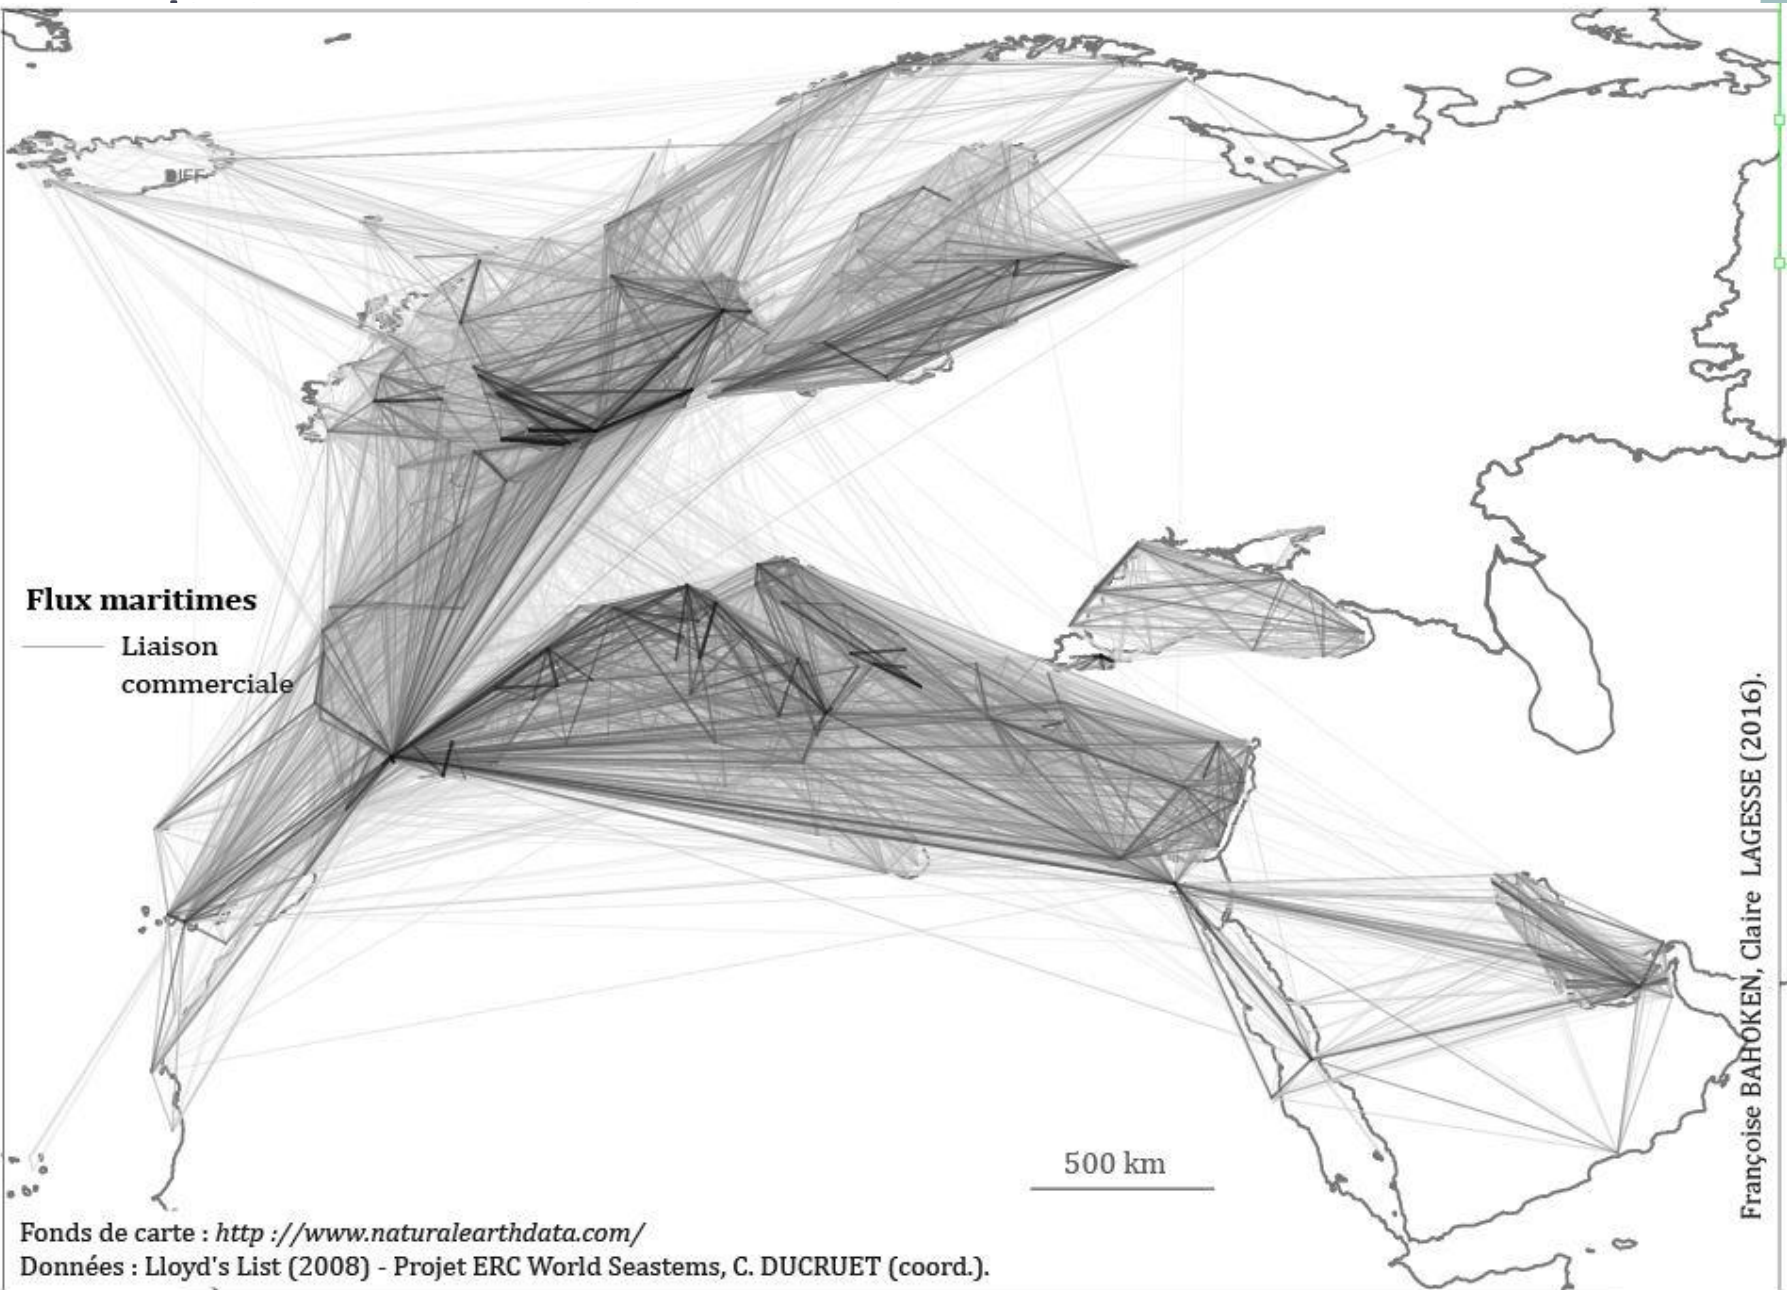 Flux maritimes
Liaison
commerciale
500 km
Françoise BAHOKEN, Claire LAGESSE (2016).
Fonds de carte : http ://www.naturalearthdata.com/
Données : Lloyd's List (2008) - Projet ERC World Seastems, C. DUCRUET (coord.).